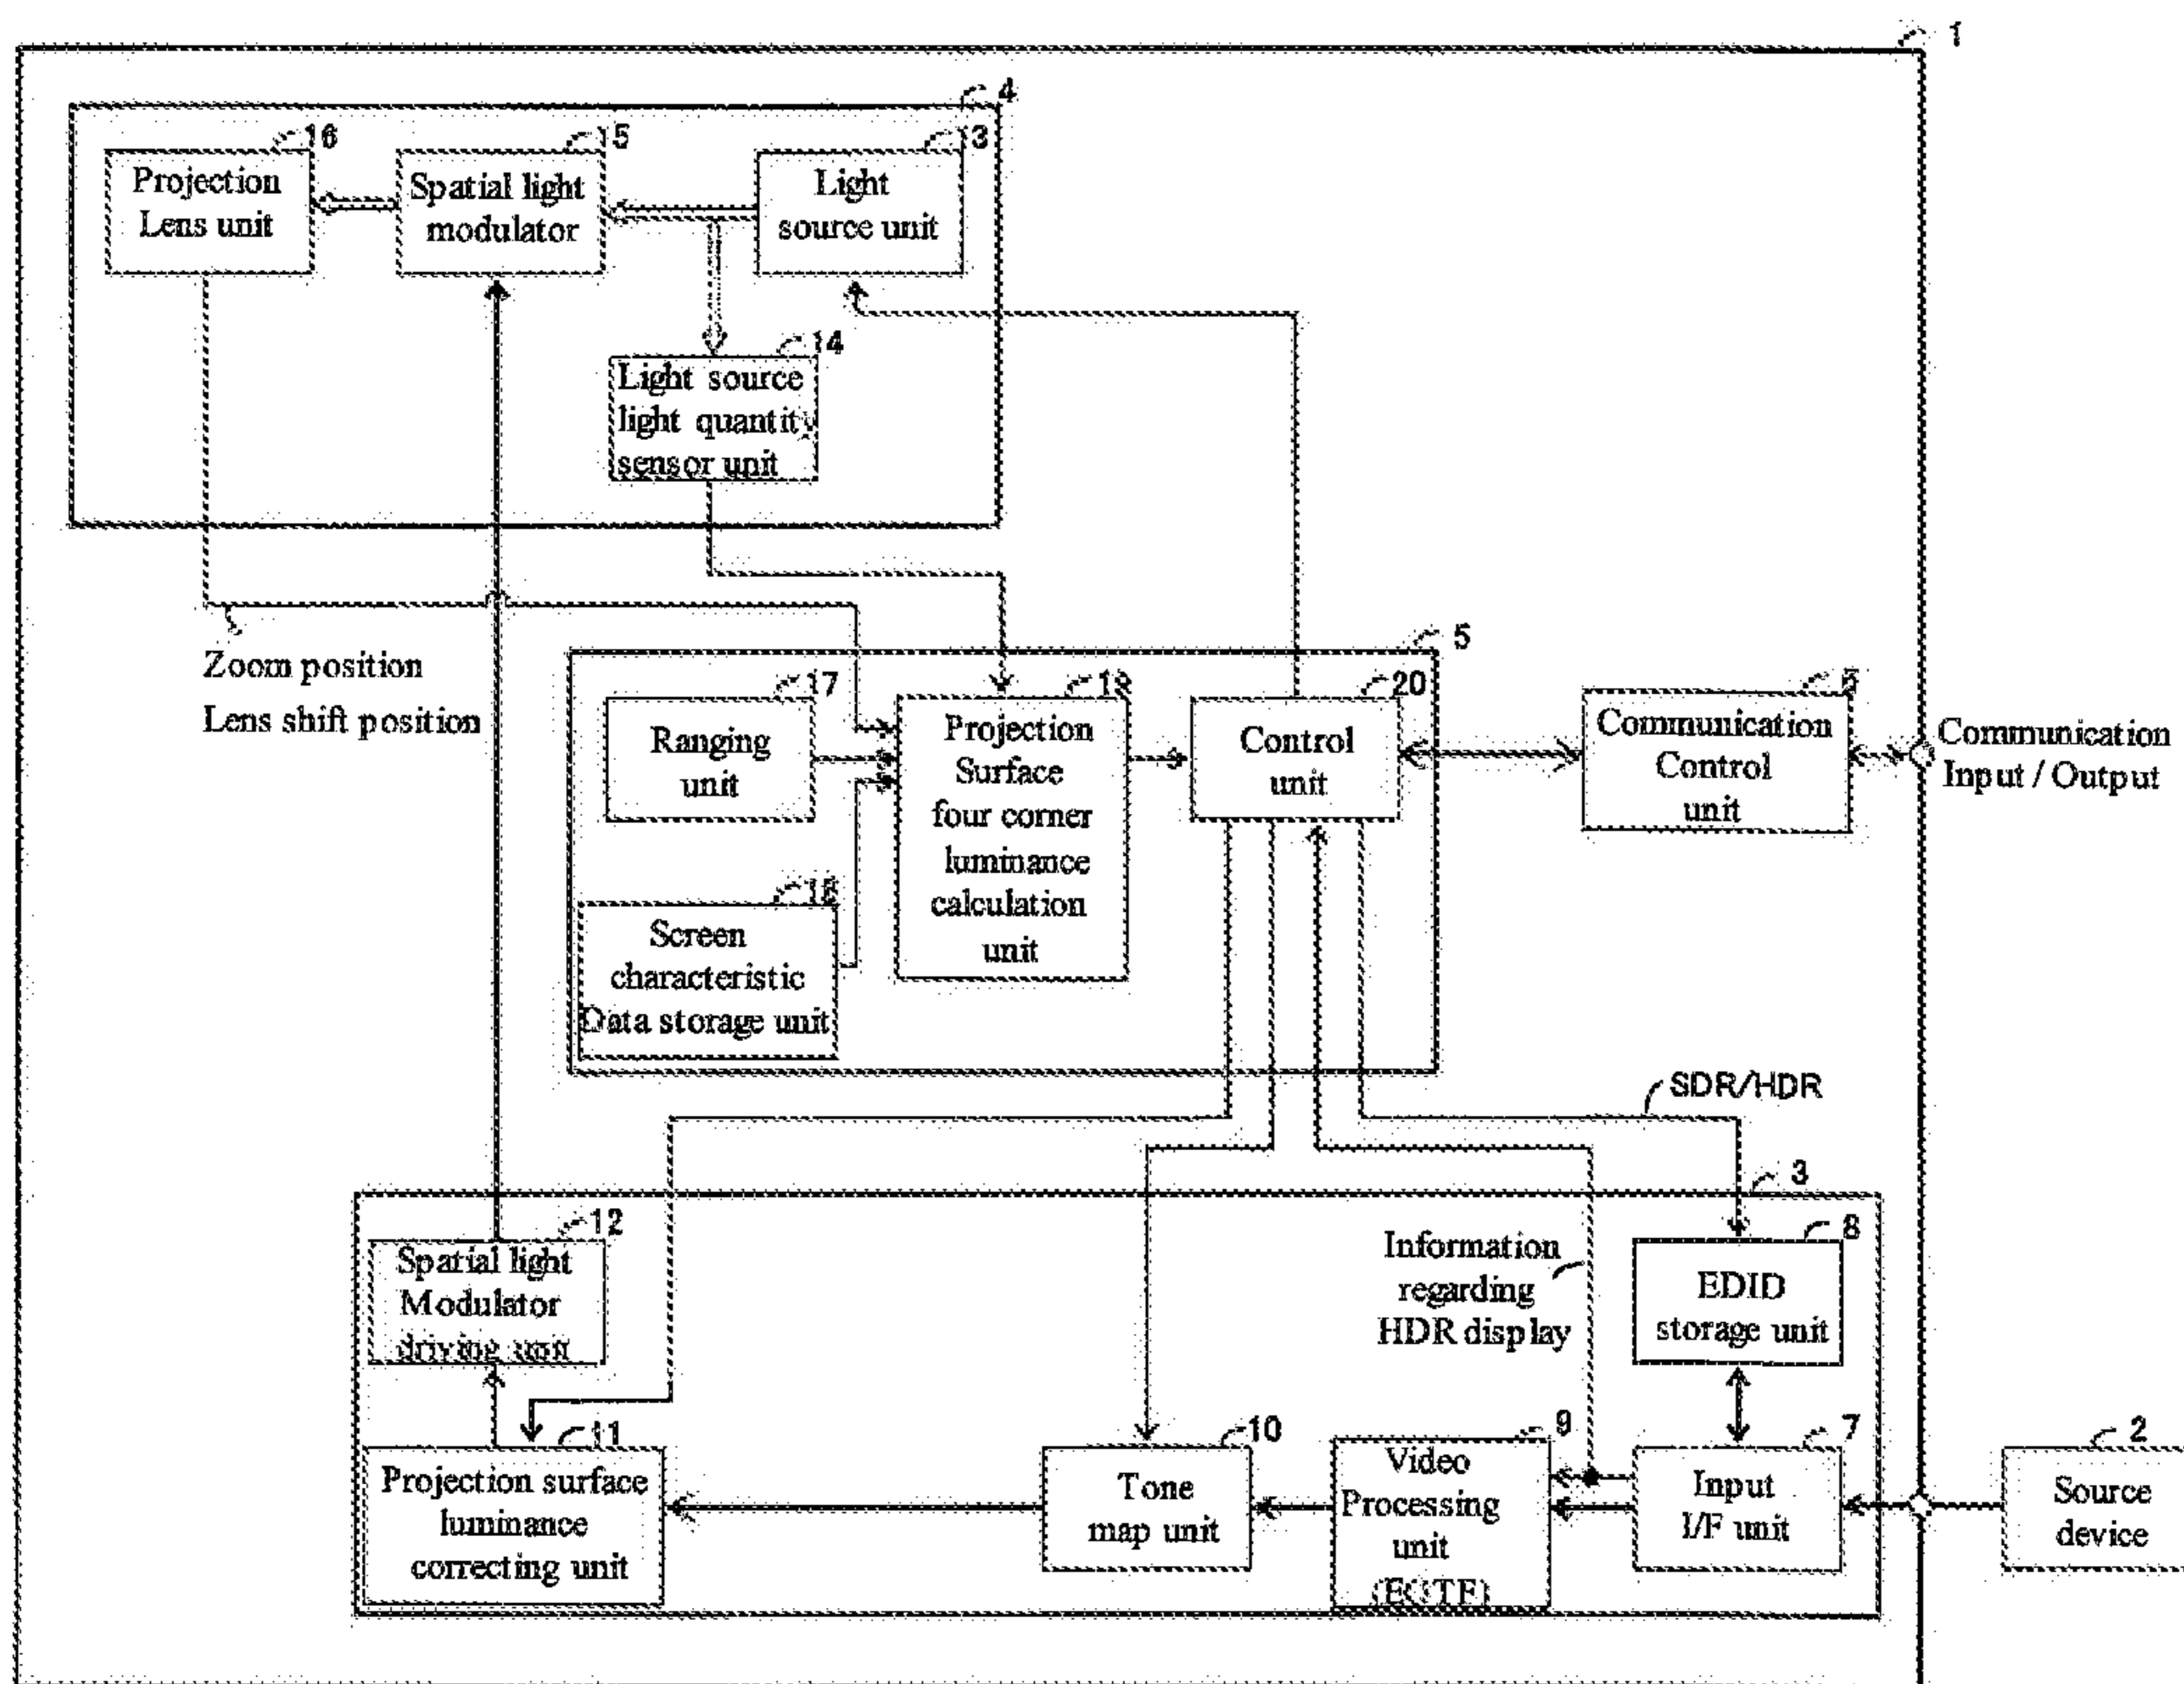 1
4
16
15
13
Projection
Lens unit
Spatial light
modulator
Light
source unit
14
Light source
light quantity
sensor unit
Zoom position
Lens shift position
5
17
20
Ranging
unit
Projection
Surface
four corner
luminance
calculation
unit
Control
unit
Communication
Control
unit
Communication
Input / Output
Screen
characteristic
Data storage unit
SDR/HDR
3
12
8
Spatial light
Modulator
driving unit
Information
regarding
HDR display
EDID
storage unit
11
10
9
7
2
Projection surface
luminance
correcting unit
Tone
map unit
Video
Processing
unit
(EOTF)
Input
I/F unit
Source
device